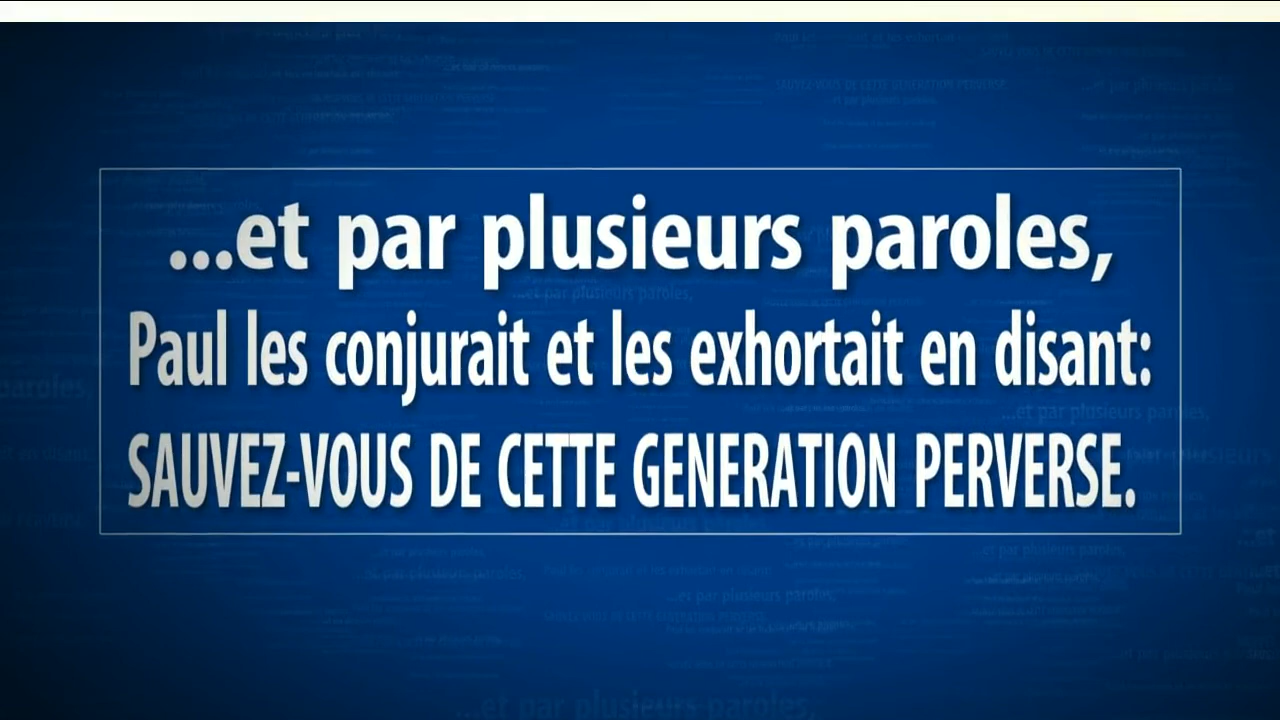 ...et par plusieurs paroles,
Paul les conjurait et les exhortait en disant:
SAUVEZ-VOUS DE CETTE GENERATION PERVERSE.